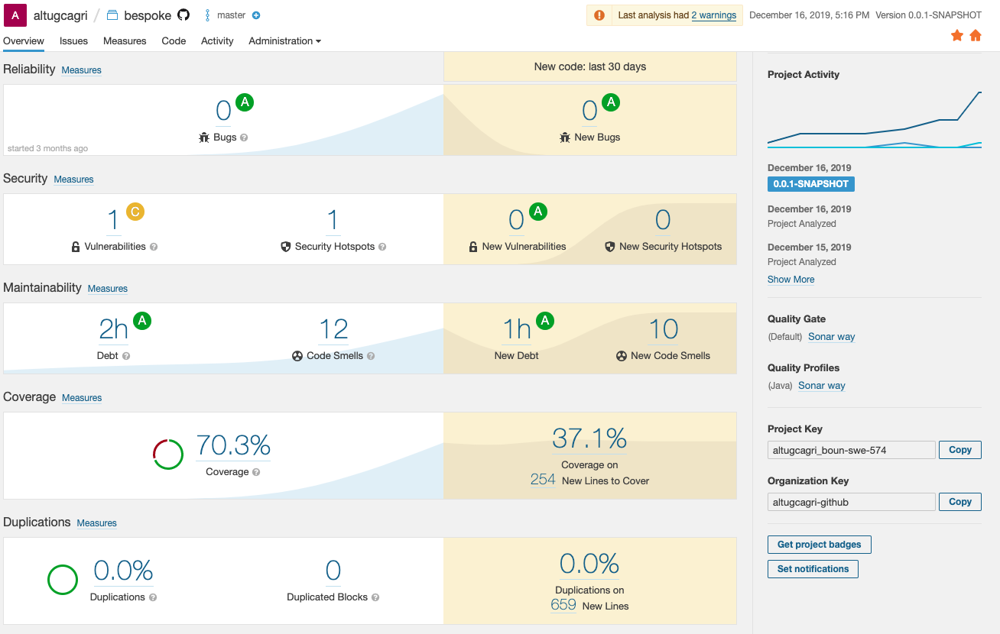 A altugcagri / bespoke master
Last analysis had 2 warnings December 16, 2019, 5:16 PM Version 0.0.1-SNAPSHOT
Overview Issues Measures Code Activity Administration
Reliability Measures
New code: last 30 days
0 A
Bugs ?
started 3 months ago
0 A
New Bugs
Security Measures
1 C
Vulnerabilities ?
1
Security Hotspots ?
0 A
New Vulnerabilities
0
New Security Hotspots
Maintainability Measures
2h A
Debt ?
12
Code Smells ?
1h A
New Debt
10
New Code Smells
Coverage Measures
70.3%
Coverage ?
37.1%
Coverage on
254 New Lines to Cover
Duplications Measures
0.0%
Duplications ?
0
Duplicated Blocks ?
0.0%
Duplications on
659 New Lines
Project Activity
December 16, 2019
0.0.1-SNAPSHOT
December 16, 2019
Project Analyzed
December 15, 2019
Project Analyzed
Show More
Quality Gate
(Default) Sonar way
Quality Profiles
(Java) Sonar way
Project Key
altugcagri_boun-swe-574 Copy
Organization Key
altugcagri-github Copy
Get project badges
Set notifications